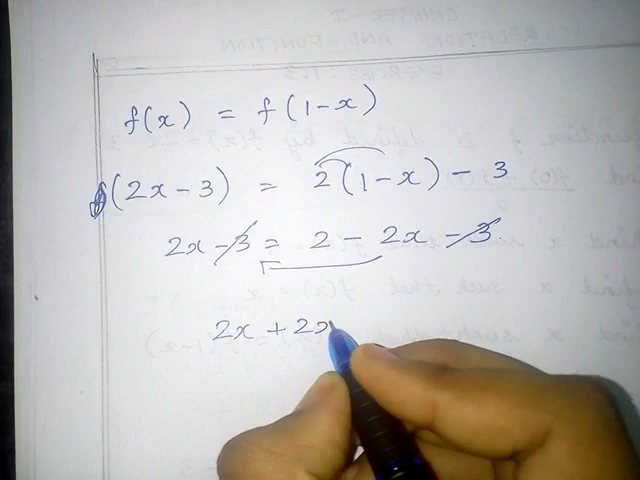 f(x) = f(1-x)
(2x-3) = 2(1-x)-3
2x-3 = 2-2x-3
2x+2x